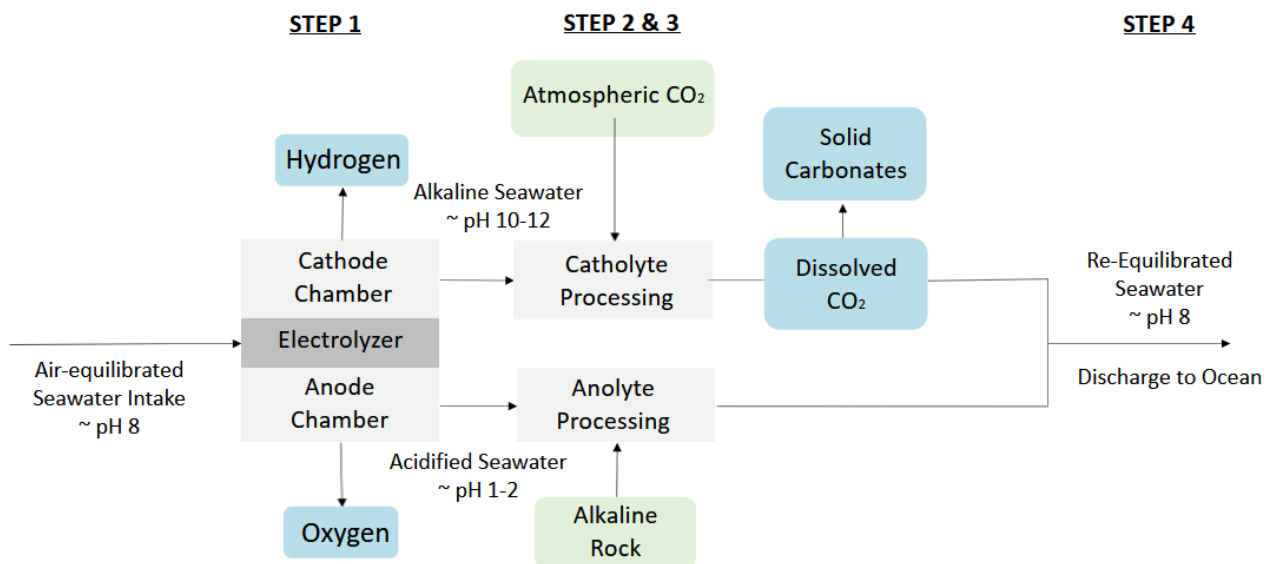 STEP 1
STEP 2 & 3
STEP 4
Atmospheric CO₂
Hydrogen
Solid
Carbonates
Alkaline Seawater
~ pH 10-12
Cathode
Chamber
Catholyte
Processing
Dissolved
CO₂
Re-Equilibrated
Seawater
~ pH 8
Electrolyzer
Air-equilibrated
Seawater Intake
~ pH 8
Anode
Chamber
Anolyte
Processing
Discharge to Ocean
Acidified Seawater
~ pH 1-2
Oxygen
Alkaline
Rock